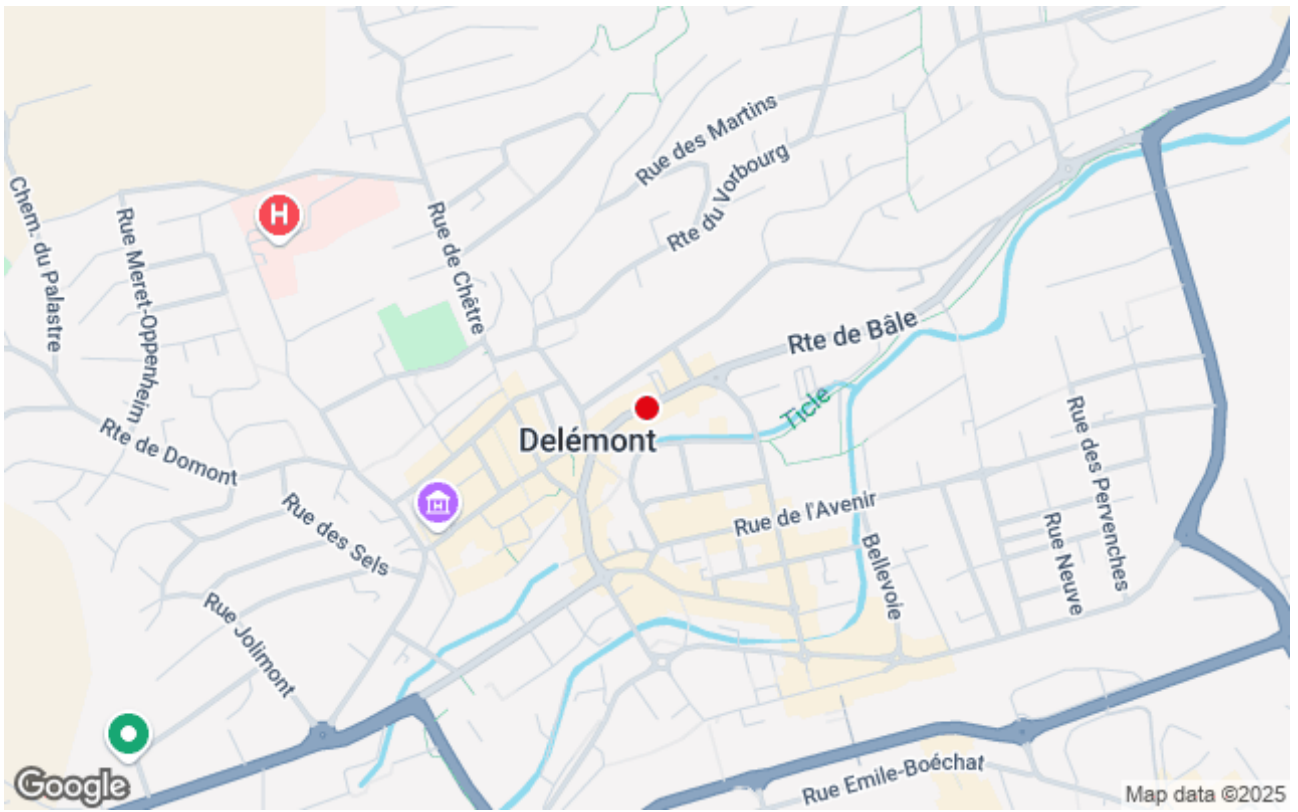 Rue des Martins
Rte du Vorbourg
H
Chem. du Palastre
Rue Meret-Oppenheim
Rue de Chêtre
Rte de Bâle
Ticle
Delémont
Rte de Domont
Rue des Sels
Rue de l'Avenir
Rue des Pervenches
Rue Neuve
Bellevoie
Rue Jolimont
Rue Emile-Boéchat
Google
Map data ©2025